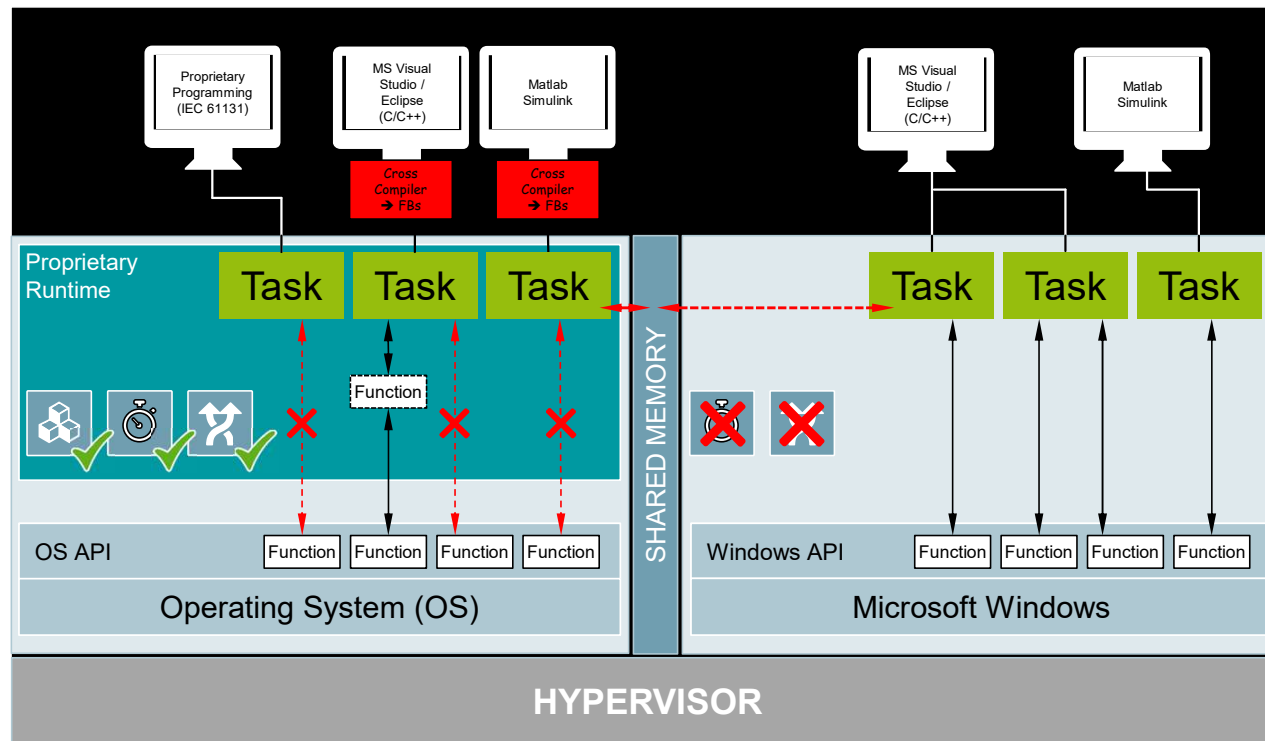 Proprietary
Programming
(IEC 61131)
MS Visual
Studio /
Eclipse
(C/C++)
Matlab
Simulink
MS Visual
Studio /
Eclipse
(C/C++)
Matlab
Simulink
Cross
Compiler
➔ FBs
Cross
Compiler
➔ FBs
Proprietary
Runtime
Task
Task
Task
Task
Task
Task
Function
SHARED MEMORY
OS API
Function
Function
Function
Function
Windows API
Function
Function
Function
Function
Operating System (OS)
Microsoft Windows
HYPERVISOR